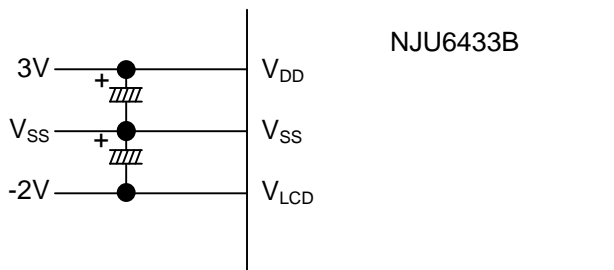 NJU6433B
3V
+
VDD
VSS
+
VSS
-2V
VLCD